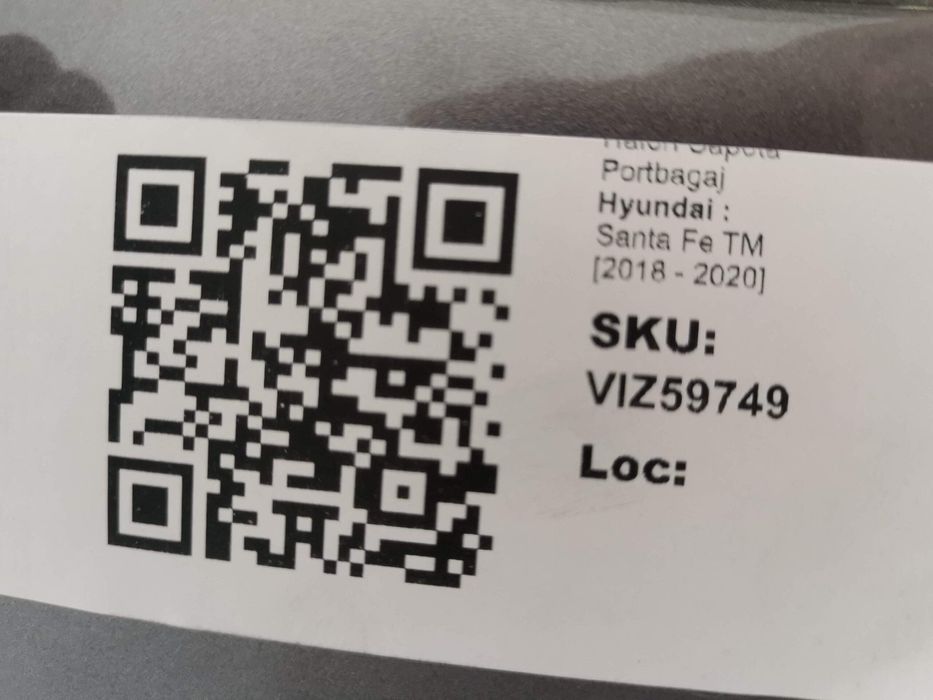 Portbagaj
Hyundai :
Santa Fe TM
[2018 - 2020]
SKU:
VIZ59749
Loc: